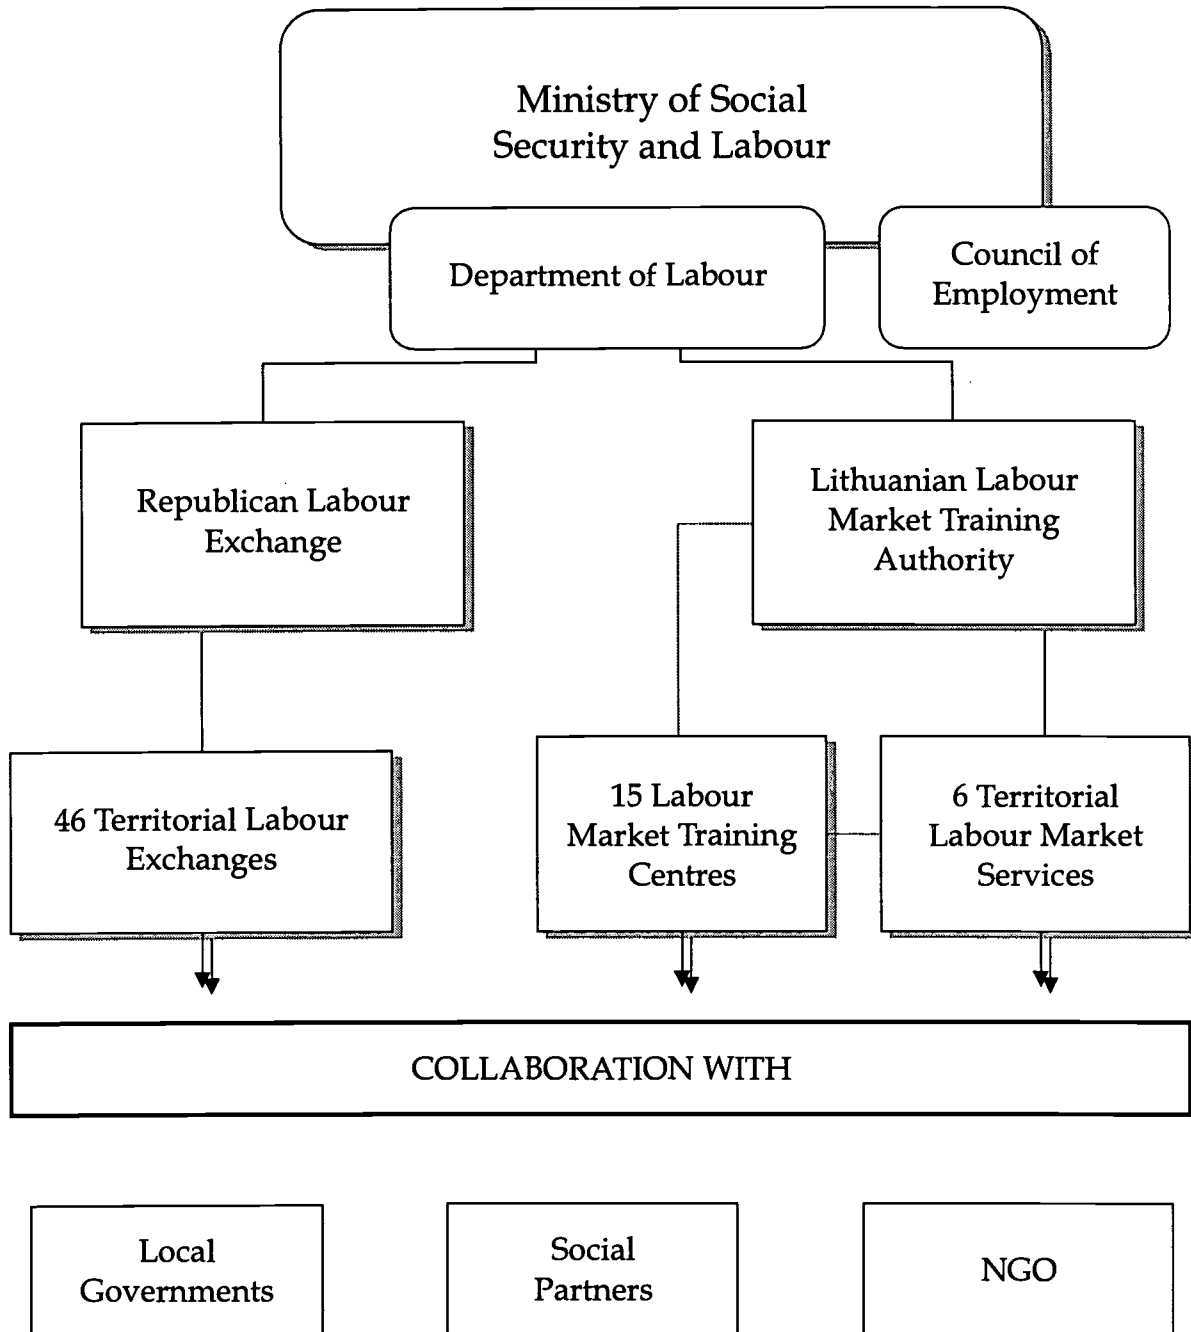 Ministry of Social
Security and Labour
Department of Labour
Council of
Employment
Republican Labour
Exchange
Lithuanian Labour
Market Training
Authority
46 Territorial Labour
Exchanges
15 Labour
Market Training
Centres
6 Territorial
Labour Market
Services
COLLABORATION WITH
Local
Governments
Social
Partners
NGO